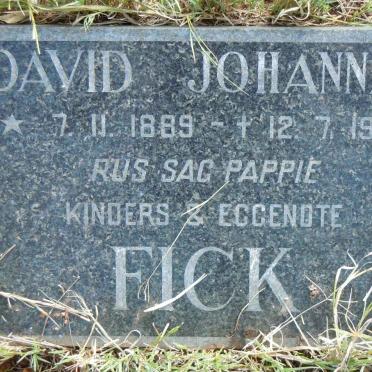 DAVID JOHANN
★ 7. 11. 1889 - ✝ 12. 7. 19
RUS SAG PAPPIE
KINDERS & EGGENOTE
FICK